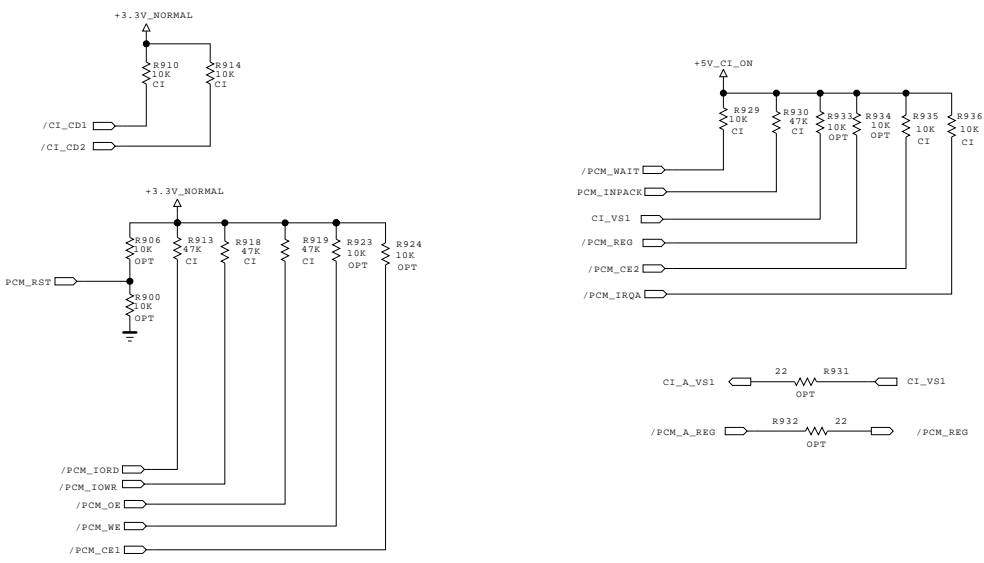 +3.3V_NORMAL
R910
10K
CI
R914
10K
CI
/CI_CD1
/CI_CD2
+3.3V_NORMAL
R906
10K
OPT
R913
47K
CI
R918
47K
CI
R919
47K
CI
R923
10K
OPT
R924
10K
OPT
PCM_RST
R900
10K
OPT
/PCM_IORD
/PCM_IOWR
/PCM_OE
/PCM_WE
/PCM_CE1
+5V_CI_ON
R929
10K
CI
R930
47K
CI
R933
10K
OPT
R934
10K
OPT
R935
10K
CI
R936
10K
CI
/PCM_WAIT
PCM_INPACK
CI_VS1
/PCM_REG
/PCM_CE2
/PCM_IRQA
CI_A_VS1
22
R931
OPT
CI_VS1
/PCM_A_REG
R932
22
OPT
/PCM_REG